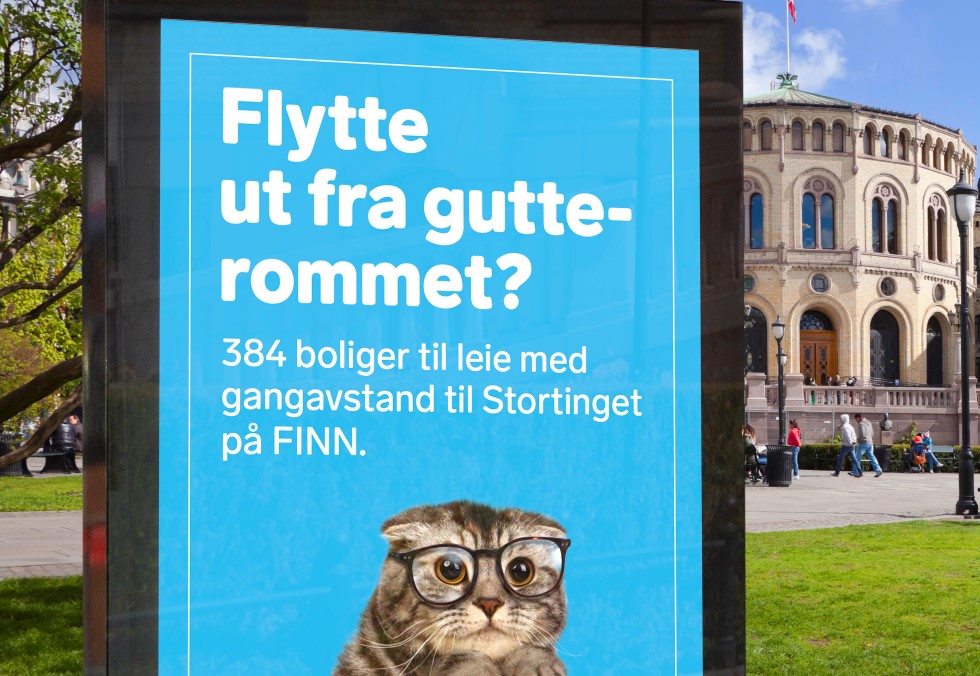 Flytte
ut fra gutte-
rommet?
384 boliger til leie med
gangavstand til Stortinget
på FINN.